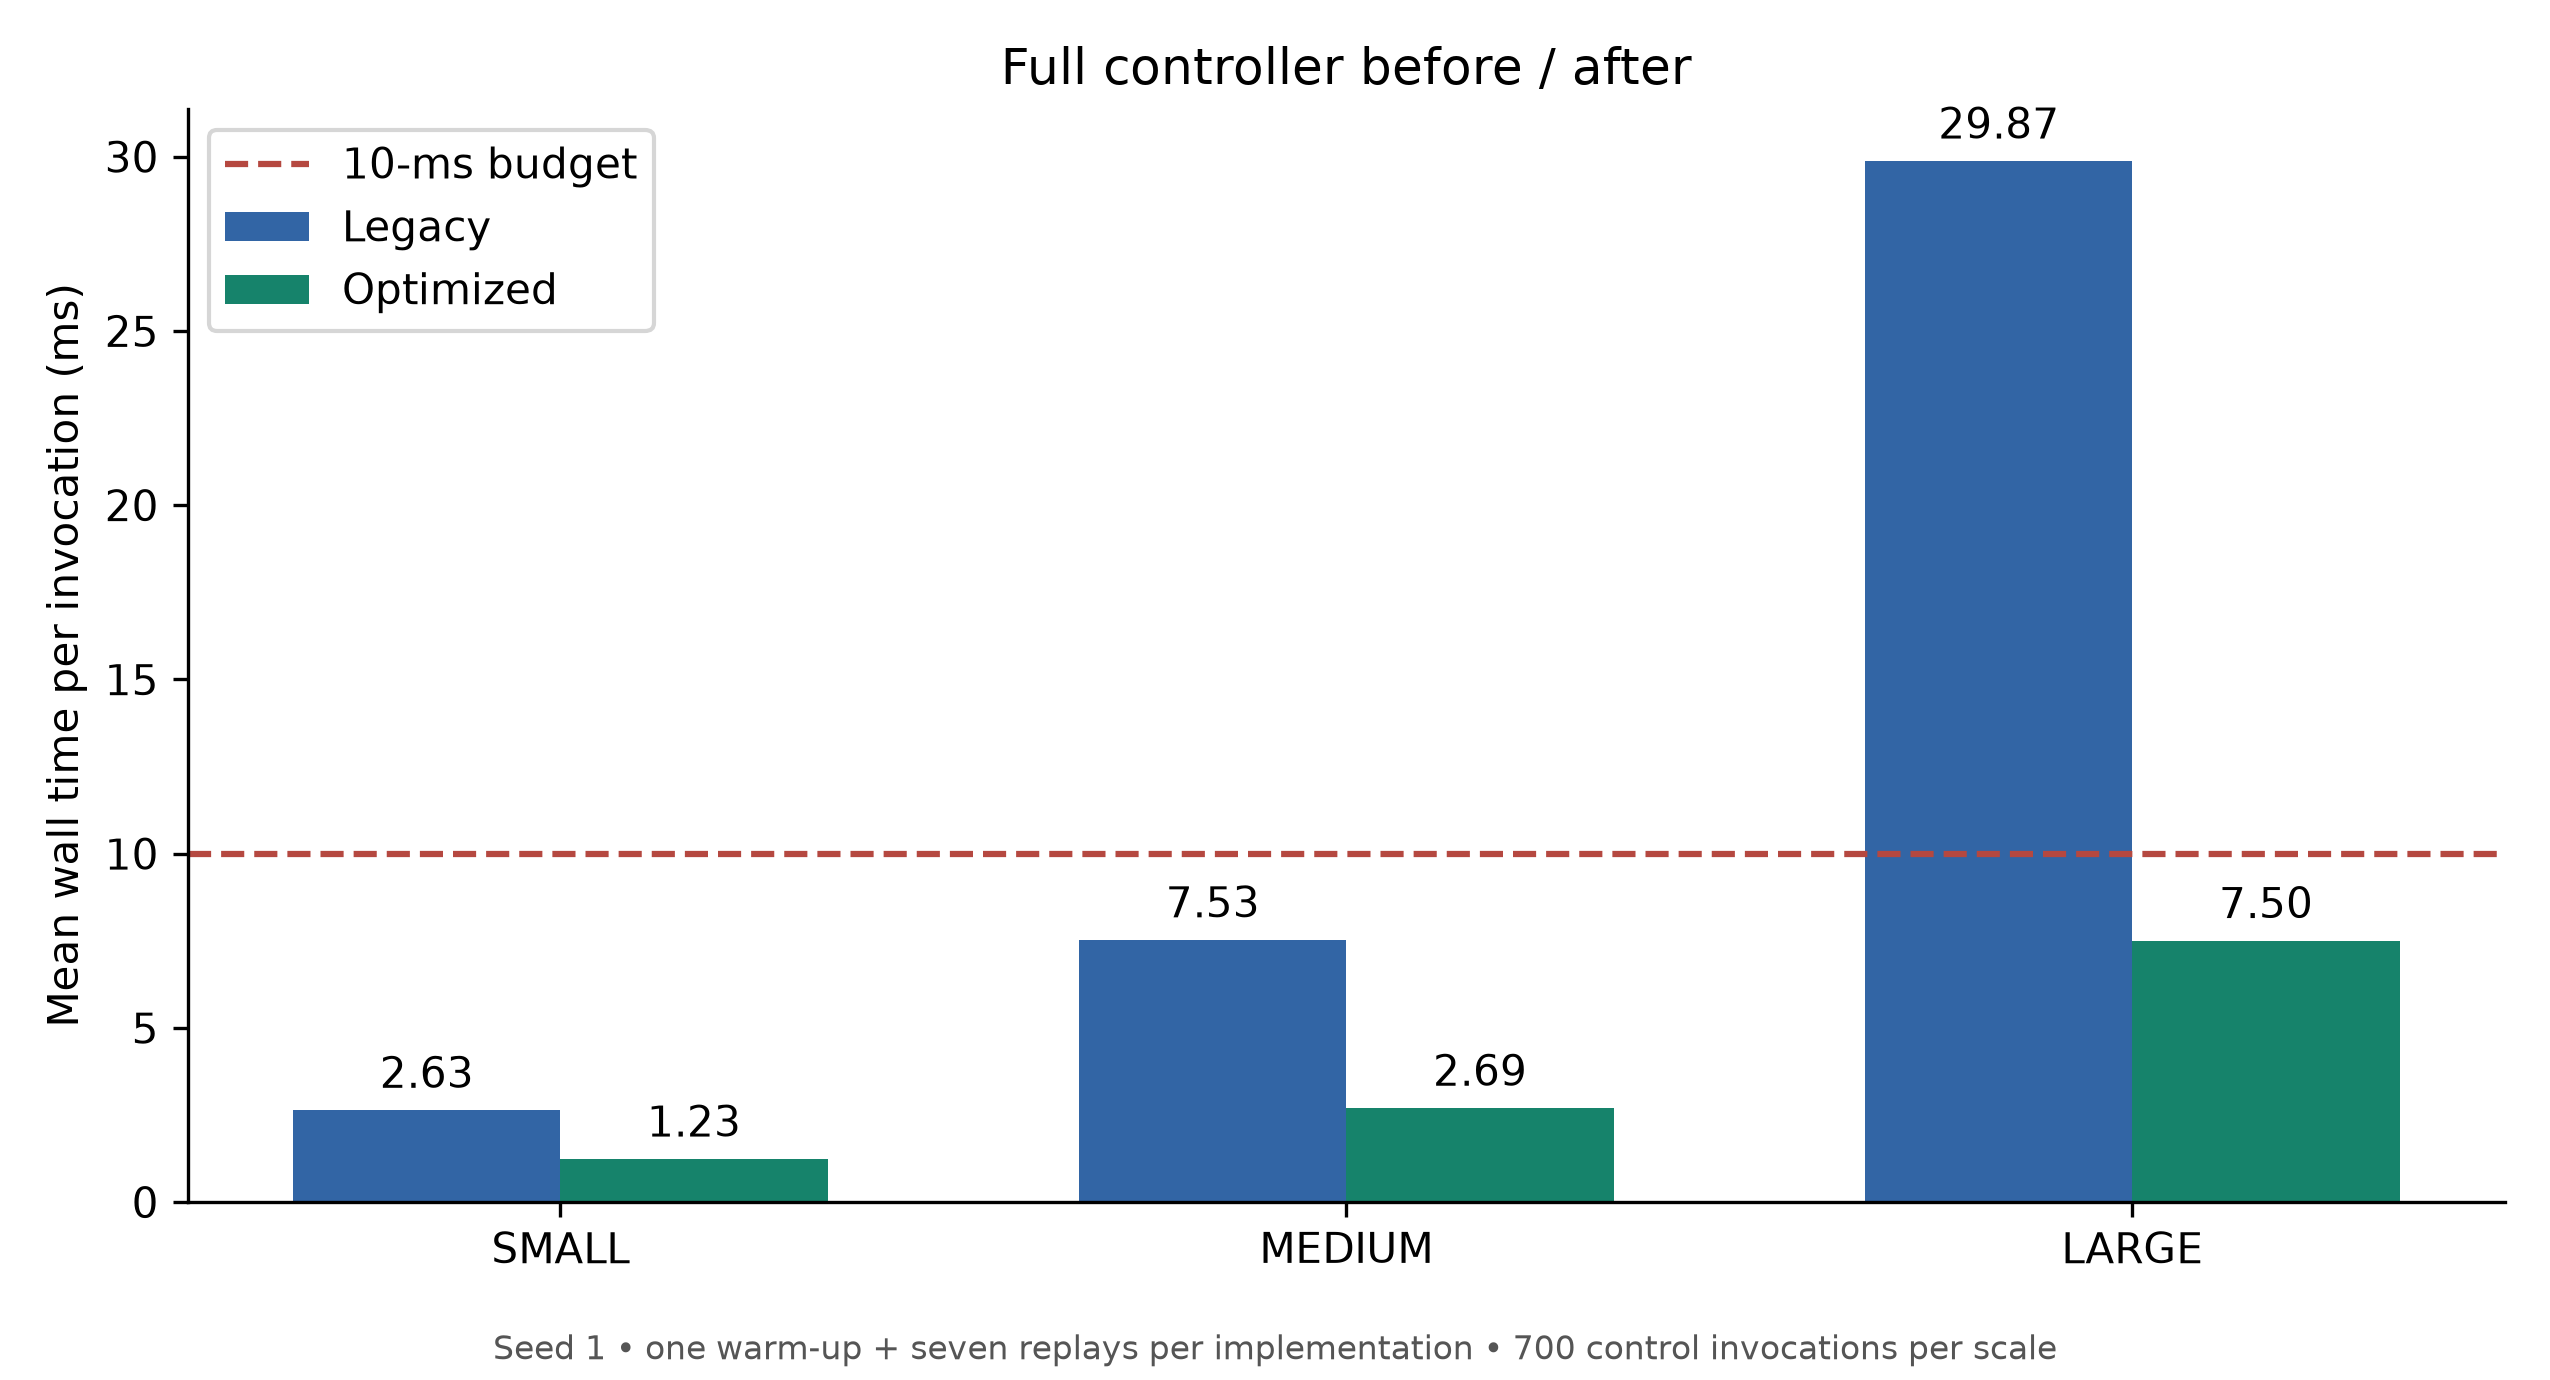 Full controller before / after
Mean wall time per invocation (ms)
30
25
20
15
10
5
0
10-ms budget
Legacy
Optimized
2.63
1.23
7.53
2.69
29.87
7.50
SMALL
MEDIUM
LARGE
Seed 1 • one warm-up + seven replays per implementation • 700 control invocations per scale